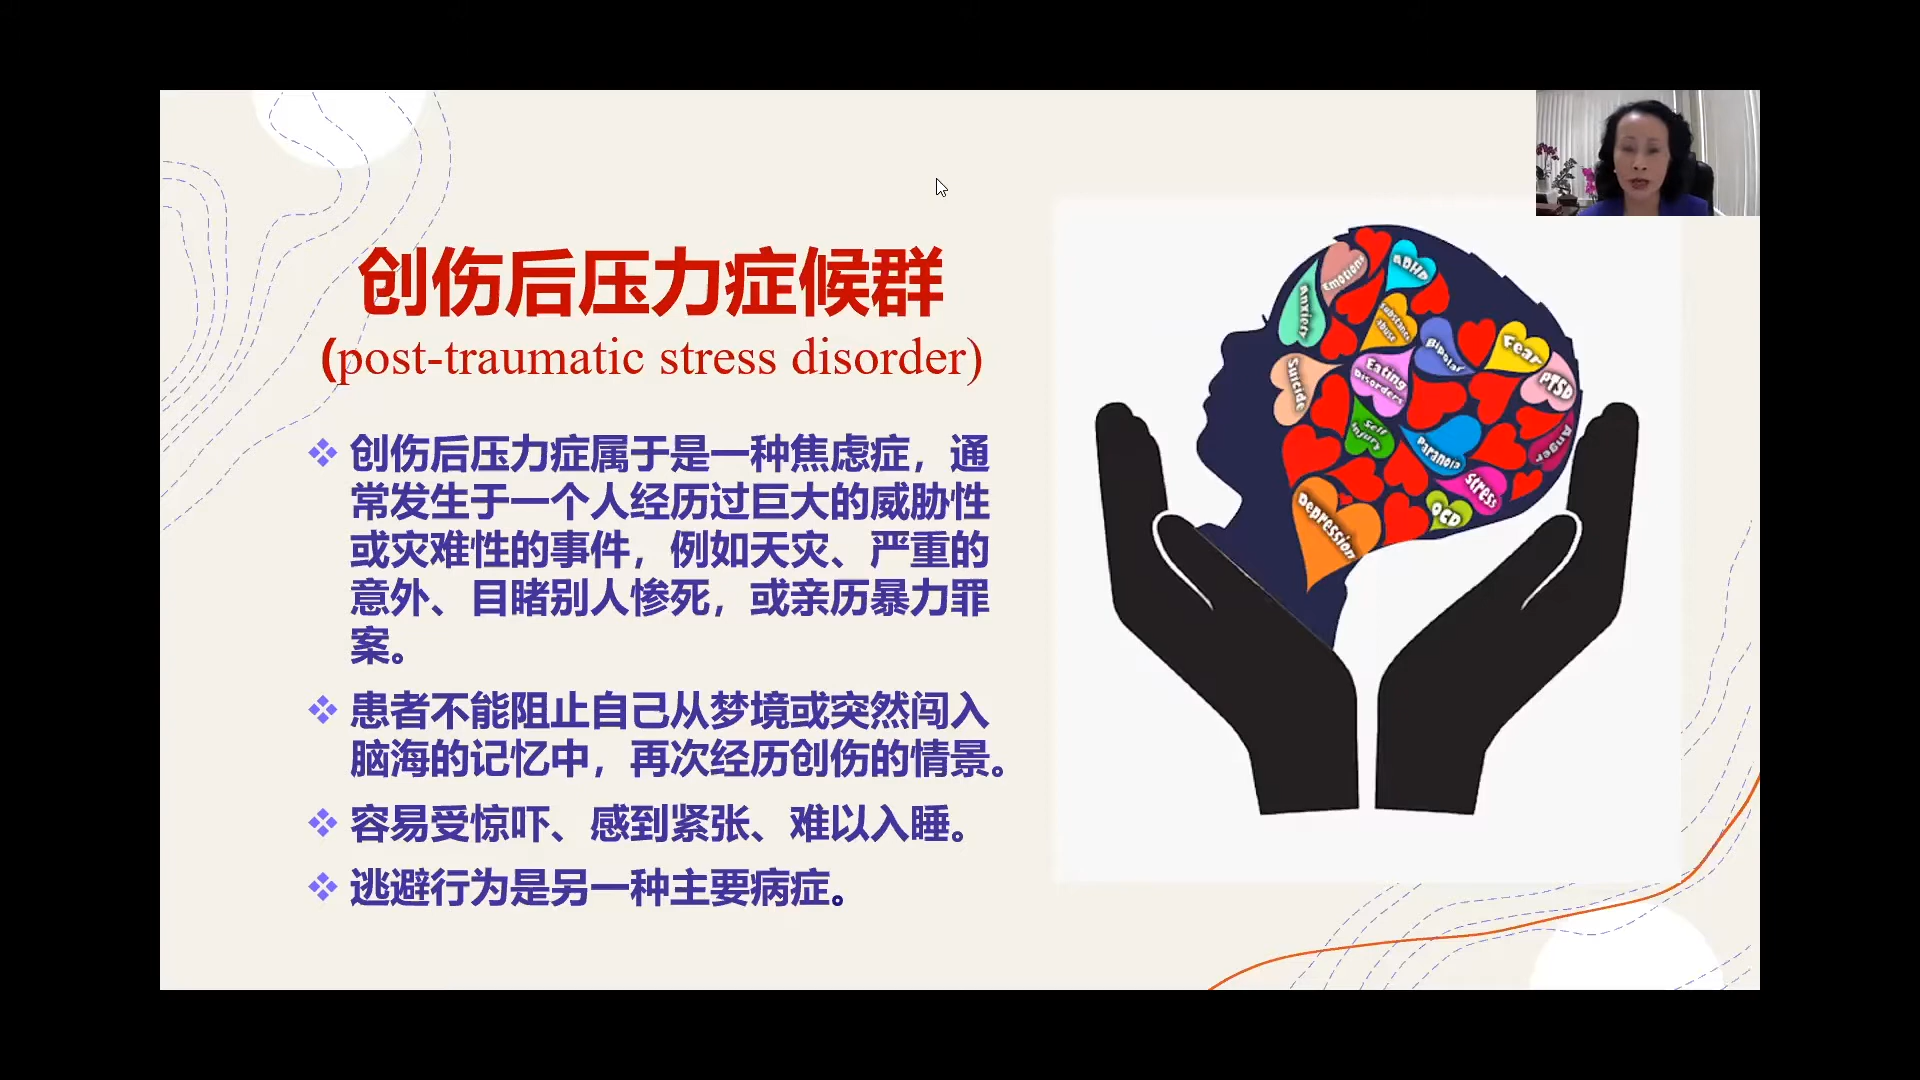 创伤后压力症候群
(post-traumatic stress disorder)
创伤后压力症属于是一种焦虑症，通
常发生于一个人经历过巨大的威胁性
或灾难性的事件，例如天灾、严重的
意外、目睹别人惨死，或亲历暴力罪
案。
患者不能阻止自己从梦境或突然闯入
脑海的记忆中，再次经历创伤的情景。
容易受惊吓、感到紧张、难以入睡。
逃避行为是另一种主要病症。
Emotions
ADHD
Anxiety
Substance
abuse
Bipolar
Fear
Suicide
Eating
Disorders
PTSD
Self
Injury
Paranoia
Anger
Stress
OCD
Depression